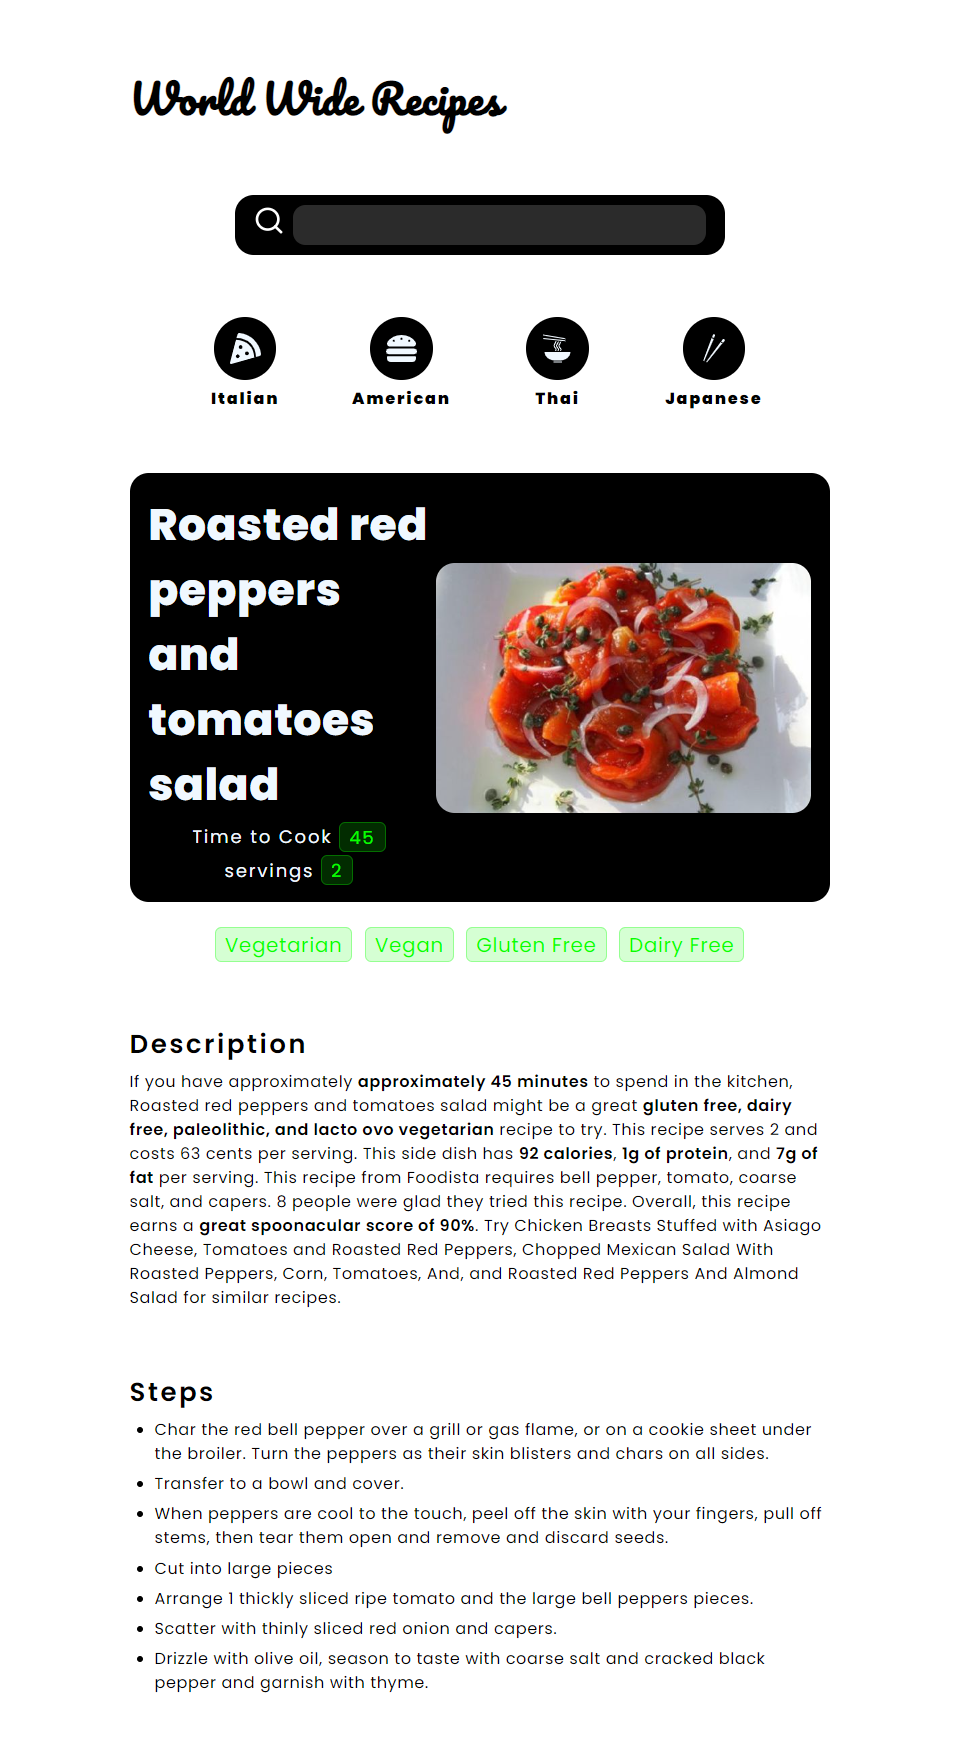 World Wide Recipes
Italian
American
Thai
Japanese
Roasted red
peppers
and
tomatoes
salad
Time to Cook 45
servings 2
Vegetarian
Vegan
Gluten Free
Dairy Free
Description
If you have approximately approximately 45 minutes to spend in the kitchen,
Roasted red peppers and tomatoes salad might be a great gluten free, dairy
free, paleolithic, and lacto ovo vegetarian recipe to try. This recipe serves 2 and
costs 63 cents per serving. This side dish has 92 calories, 1g of protein, and 7g of
fat per serving. This recipe from Foodista requires bell pepper, tomato, coarse
salt, and capers. 8 people were glad they tried this recipe. Overall, this recipe
earns a great spoonacular score of 90%. Try Chicken Breasts Stuffed with Asiago
Cheese, Tomatoes and Roasted Red Peppers, Chopped Mexican Salad With
Roasted Peppers, Corn, Tomatoes, And, and Roasted Red Peppers And Almond
Salad for similar recipes.
Steps
• Char the red bell pepper over a grill or gas flame, or on a cookie sheet under
the broiler. Turn the peppers as their skin blisters and chars on all sides.
• Transfer to a bowl and cover.
• When peppers are cool to the touch, peel off the skin with your fingers, pull off
stems, then tear them open and remove and discard seeds.
• Cut into large pieces
• Arrange 1 thickly sliced ripe tomato and the large bell peppers pieces.
• Scatter with thinly sliced red onion and capers.
• Drizzle with olive oil, season to taste with coarse salt and cracked black
pepper and garnish with thyme.